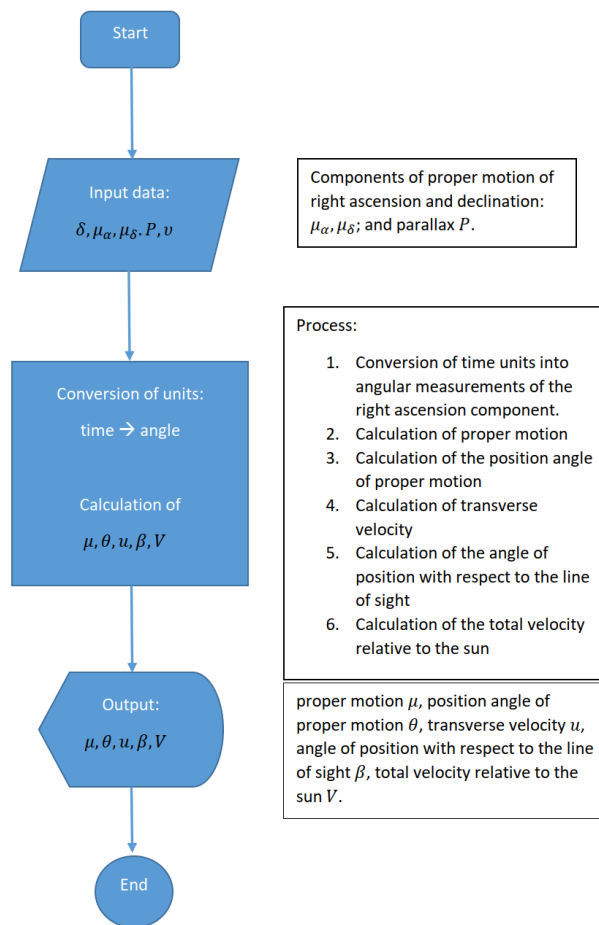 Start
Input data:
δ, μα, μδ. P, υ
Components of proper motion of
right ascension and declination:
μα, μδ; and parallax P.
Conversion of units:
time → angle
Calculation of
μ, θ, u, β, V
Process:
1. Conversion of time units into
angular measurements of the
right ascension component.
2. Calculation of proper motion
3. Calculation of the position angle
of proper motion
4. Calculation of transverse
velocity
5. Calculation of the angle of
position with respect to the line
of sight
6. Calculation of the total velocity
relative to the sun
Output:
μ, θ, u, β, V
proper motion μ, position angle of
proper motion θ, transverse velocity u,
angle of position with respect to the line
of sight β, total velocity relative to the
sun V.
End